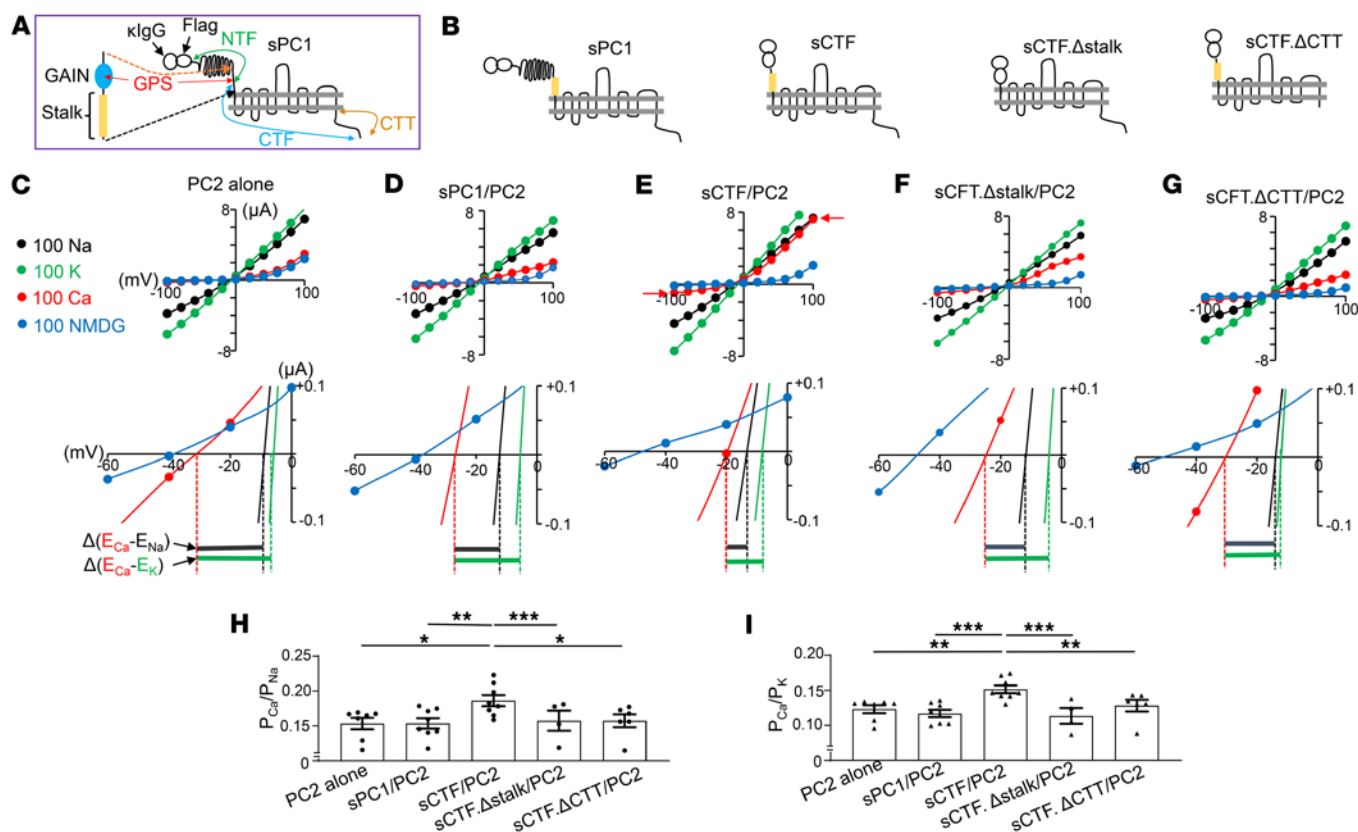 A
κIgG
Flag
NTF
sPC1
GAIN
GPS
Stalk
CTF
CTT
B
sPC1
sCTF
sCTF.Δstalk
sCTF.ΔCTT
C
PC2 alone
D
sPC1/PC2
E
sCTF/PC2
F
sCFT.Δstalk/PC2
G
sCFT.ΔCTT/PC2
100 Na
100 K
100 Ca
100 NMDG
8
(µA)
(mV)
-100
100
-8
8
-100
100
-8
8
-100
100
-8
8
-100
100
-8
8
-100
100
-8
(µA)
+0.1
(mV)
-60
-40
-20
0
-0.1
+0.1
-60
-40
-20
0
-0.1
+0.1
-60
-40
-20
0
-0.1
+0.1
-60
-40
-20
0
-0.1
+0.1
-60
-40
-20
0
-0.1
Δ(ECa-ENa)
Δ(ECa-EK)
H
** ***
* *
PCa/PNa
0.25
0.20
0.15
0
PC2 alone
sPC1/PC2
sCTF/PC2
sCTF. Δstalk/PC2
sCTF. ΔCTT/PC2
I
*** ***
** **
PCa/PK
0.20
0.15
0.10
0
PC2 alone
sPC1/PC2
sCTF/PC2
sCTF. Δstalk/PC2
sCTF. ΔCTT/PC2